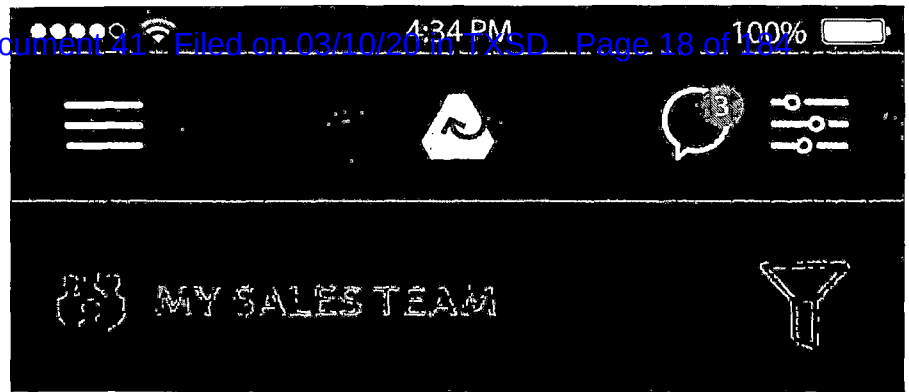 4:34 PM 100%
cument 41 Filed on 03/10/20 in TXSD Page 18 of 184
3
MY SALES TEAM